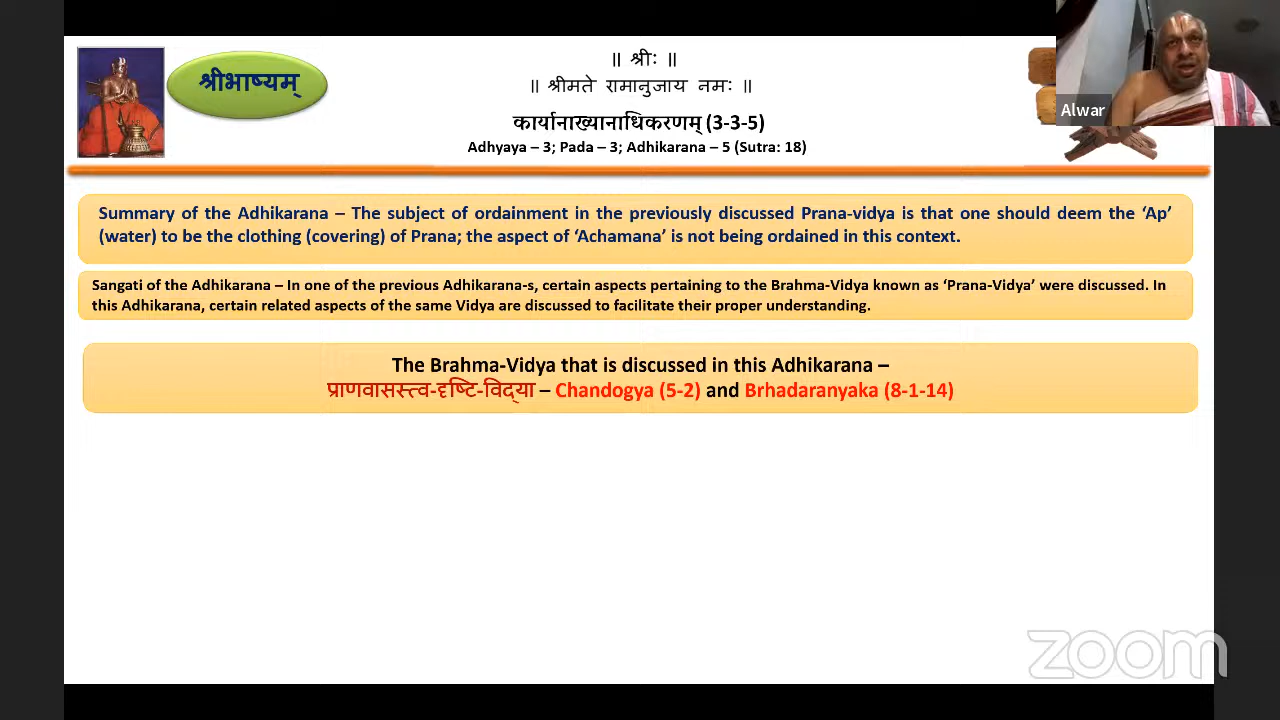 श्रीभाष्यम्
॥ श्रीः ॥
॥ श्रीमते रामानुजाय नमः ॥
कार्यानाख्यानाधिकरणम् (3-3-5)
Adhyaya – 3; Pada – 3; Adhikarana – 5 (Sutra: 18)
Alwar
Summary of the Adhikarana – The subject of ordainment in the previously discussed Prana-vidya is that one should deem the ‘Ap’
(water) to be the clothing (covering) of Prana; the aspect of ‘Achamana’ is not being ordained in this context.
Sangati of the Adhikarana – In one of the previous Adhikarana-s, certain aspects pertaining to the Brahma-Vidya known as ‘Prana-Vidya’ were discussed. In
this Adhikarana, certain related aspects of the same Vidya are discussed to facilitate their proper understanding.
The Brahma-Vidya that is discussed in this Adhikarana –
प्राणवासस्त्व-दृष्टि-विद्या – Chandogya (5-2) and Brhadaranyaka (8-1-14)
zoom